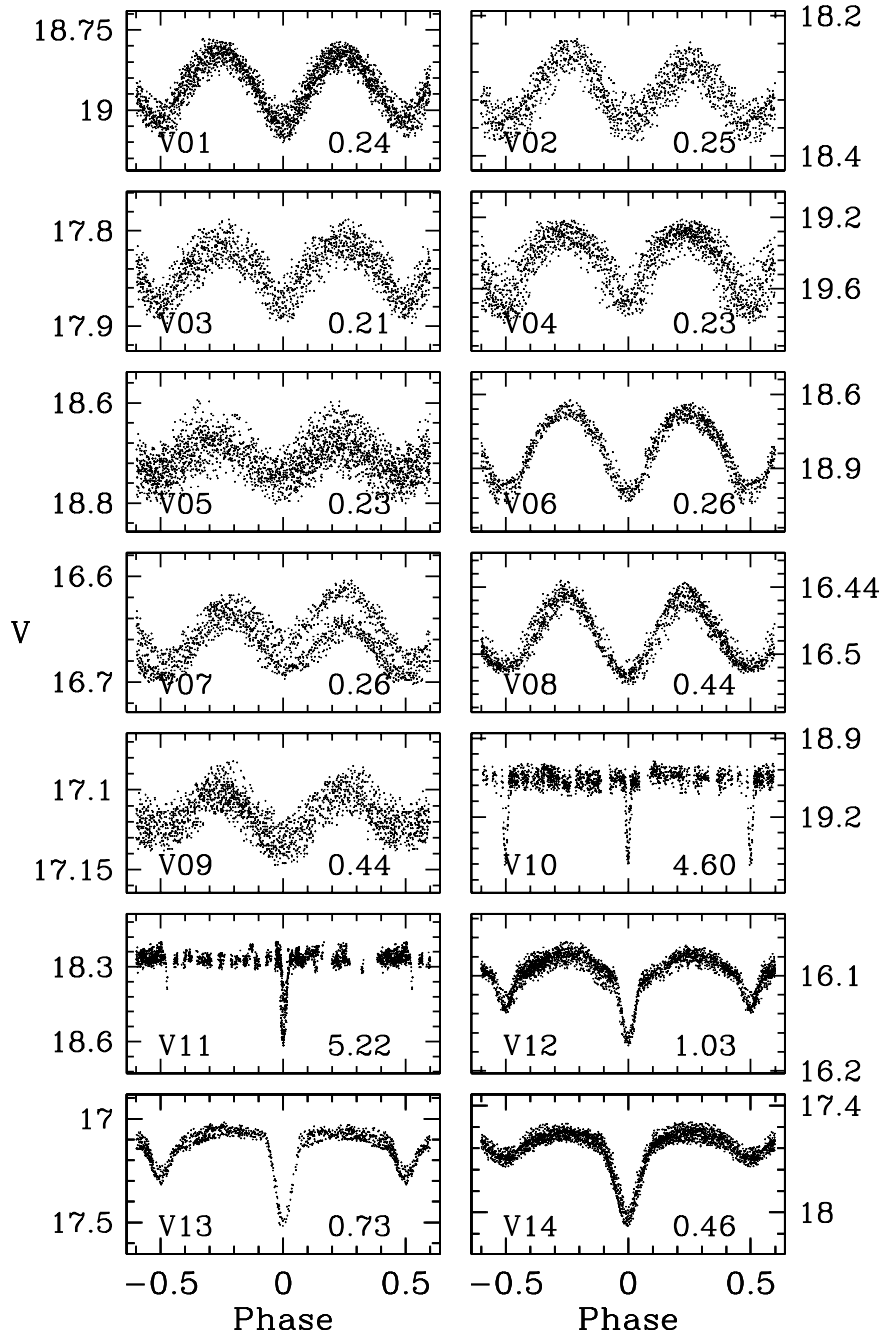 18.75
19
V01 0.24
18.2
18.4
V02 0.25
17.8
17.9
V03 0.21
19.2
19.6
V04 0.23
18.6
18.8
V05 0.23
18.6
18.9
V06 0.26
V
16.6
16.7
V07 0.26
16.44
16.5
V08 0.44
17.1
17.15
V09 0.44
18.9
19.2
V10 4.60
18.3
18.6
V11 5.22
16.1
16.2
V12 1.03
17
17.5
V13 0.73
17.4
18
V14 0.46
−0.5 0 0.5
−0.5 0 0.5
Phase
Phase